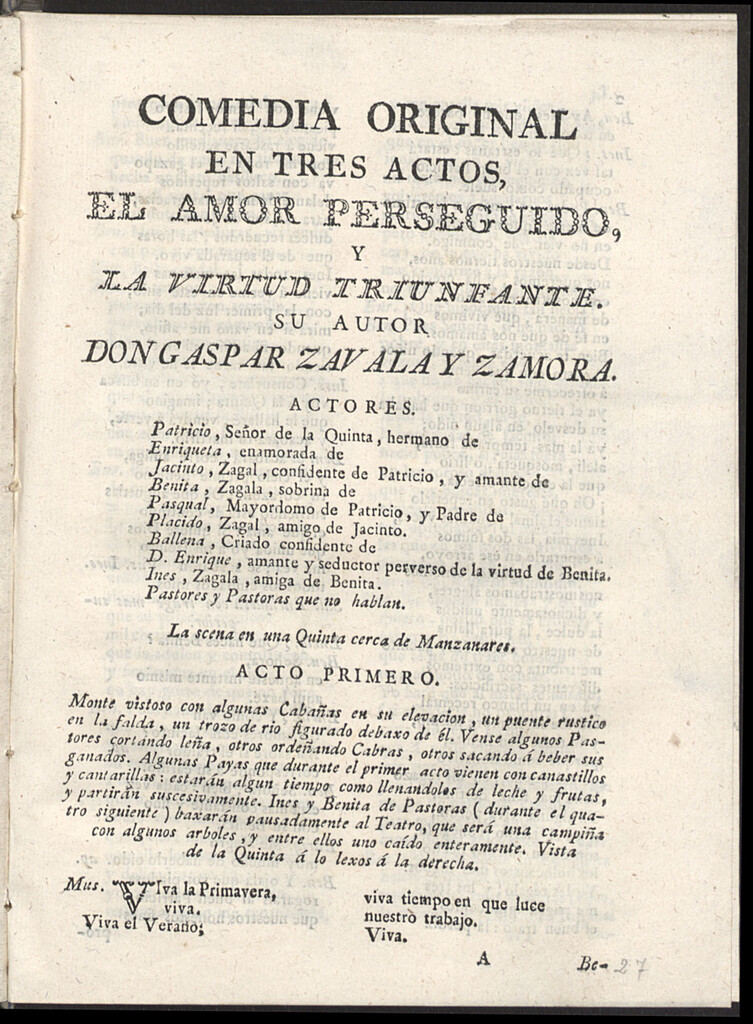 COMEDIA ORIGINAL
EN TRES ACTOS,
EL AMOR PERSEGUIDO,
Y
LA VIRTUD TRIUNFANTE.
SU AUTOR
DON GASPAR ZAVALA Y ZAMORA.
ACTORES.
Patricio, Señor de la Quinta, hermano de
Enriqueta, enamorada de
Jacinto, Zagal, confidente de Patricio, y amante de
Benita, Zagala, sobrina de
Pasqual, Mayordomo de Patricio, y Padre de
Placido, Zagal, amigo de Jacinto.
Ballena, Criado confidente de
D. Enrique, amante y seductor perverso de la virtud de Benita.
Ines, Zagala, amiga de Benita.
Pastores y Pastoras que no hablan.
La scena en una Quinta cerca de Manzanares.
ACTO PRIMERO.
Monte vistoso con algunas Cabañas en su elevacion, un puente rustico
en la falda, un trozo de rio figurado debaxo de él. Vense algunos Pas-
tores cortando leña, otros ordeñando Cabras, otros sacando á beber sus
ganados. Algunas Payas que durante el primer acto vienen con canastillos
y cantarillas: estarán algun tiempo como llenandolos de leche y frutas,
y partirán suscesivamente. Ines y Benita de Pastoras (durante el qua-
tro siguiente) baxarán pausadamente al Teatro, que será una campiña
con algunos arboles, y entre ellos uno caído enteramente. Vista
de la Quinta á lo lexos á la derecha.
Mus. VIva la Primavera,
viva.
Viva el Verano;
viva tiempo en que luce
nuestro trabajo.
Viva.
A
Be-
27